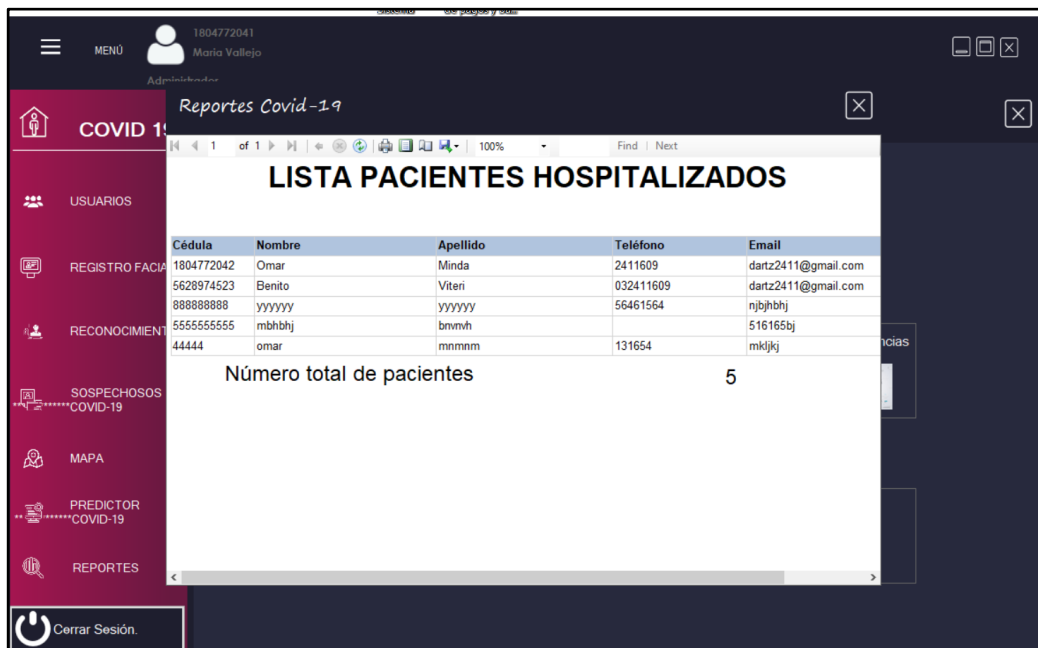 1804772041
MENÚ
Maria Vallejo
Administrador
Reportes Covid-19
COVID 19
1 of 1 100% Find | Next
LISTA PACIENTES HOSPITALIZADOS
USUARIOS
Cédula Nombre Apellido Teléfono Email
REGISTRO FACIA
1804772042 Omar Minda 2411609 dartz2411@gmail.com
5628974523 Benito Viteri 032411609 dartz2411@gmail.com
888888888 yyyyyy yyyyyy 56461564 njbjhbhj
RECONOCIMIENT
5555555555 mbhbhj bnvnvh 516165bj
44444 omar mnmnm 131654 mkljkj
ncias
Número total de pacientes 5
SOSPECHOSOS
COVID-19
MAPA
PREDICTOR
COVID-19
REPORTES
Cerrar Sesión.